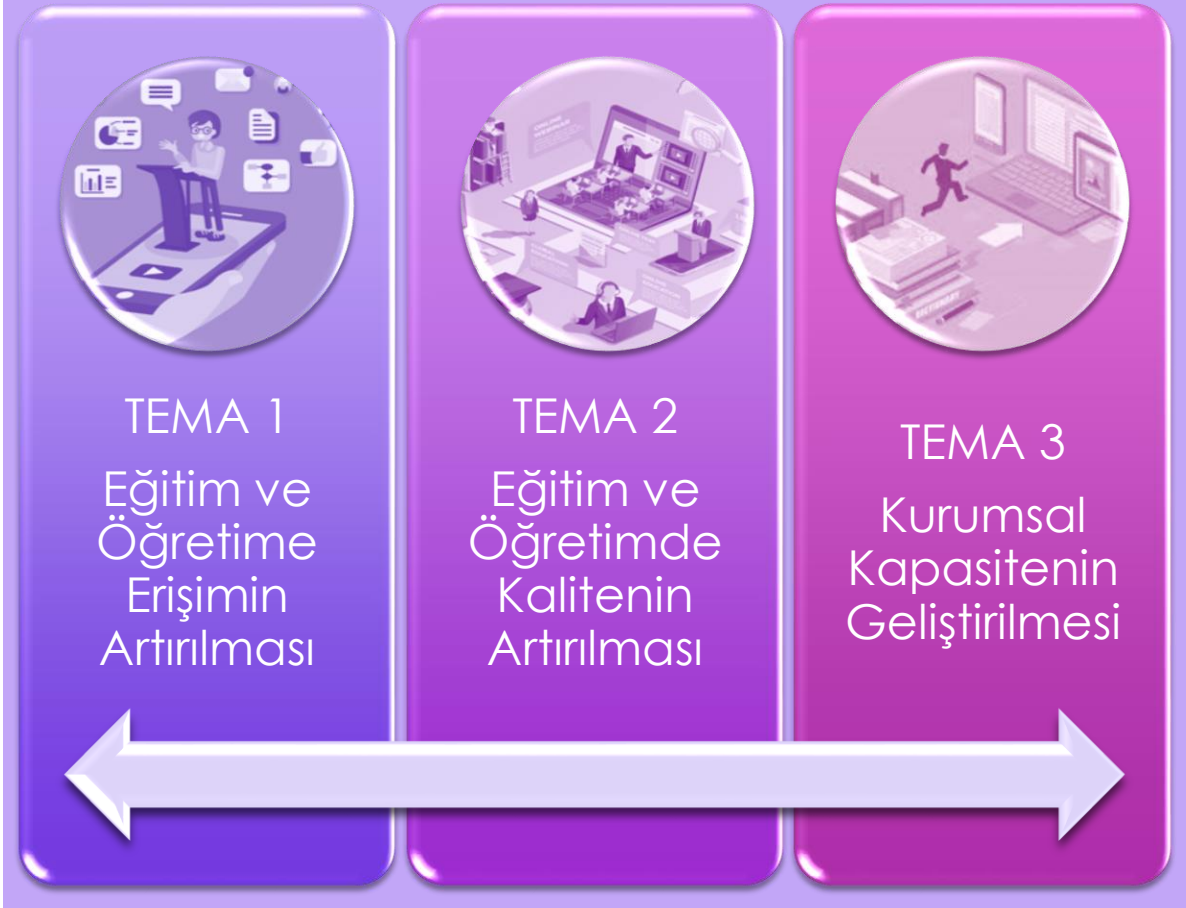 TEMA 1
Eğitim ve
Öğretime
Erişimin
Artırılması
TEMA 2
Eğitim ve
Öğretimde
Kalitenin
Artırılması
TEMA 3
Kurumsal
Kapasitenin
Geliştirilmesi